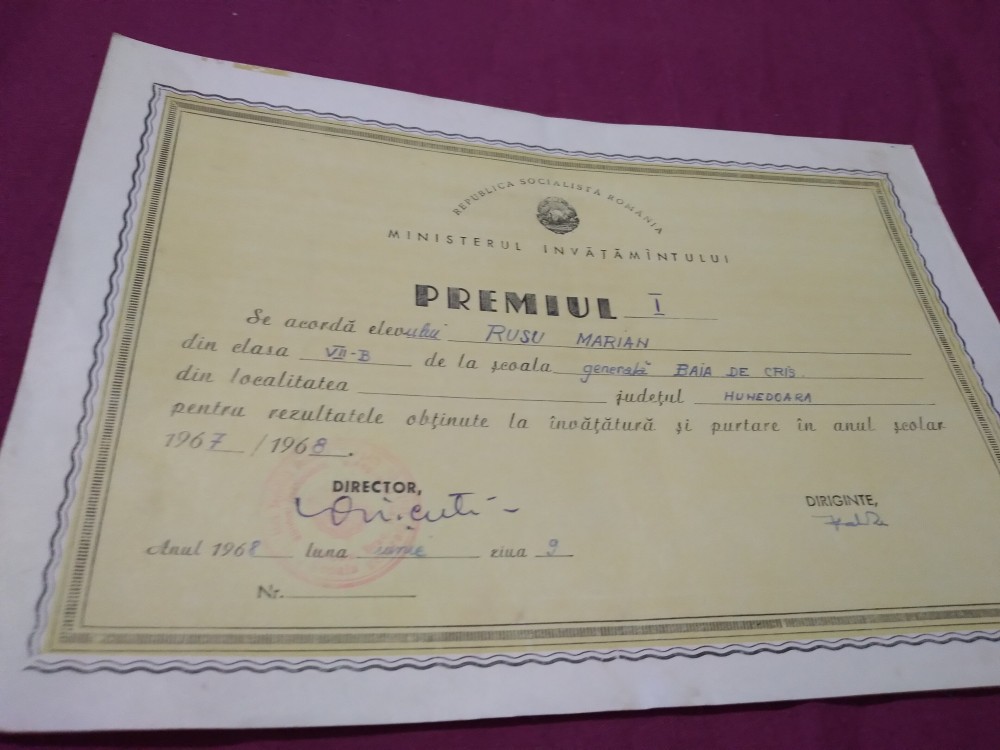 REPUBLICA SOCIALISTĂ ROMÂNIA
MINISTERUL INVĂȚĂMÎNTULUI
PREMIUL I
Se acordă elevului RUSU MARIAN
din clasa VII-B de la școala generală BAIA DE CRIȘ
din localitatea județul HUNEDOARA
pentru rezultatele obținute la învățătură și purtare în anul școlar
1967 / 1968.
DIRECTOR,
DIRIGINTE,
Anul 1968 luna iunie ziua 9
Nr.